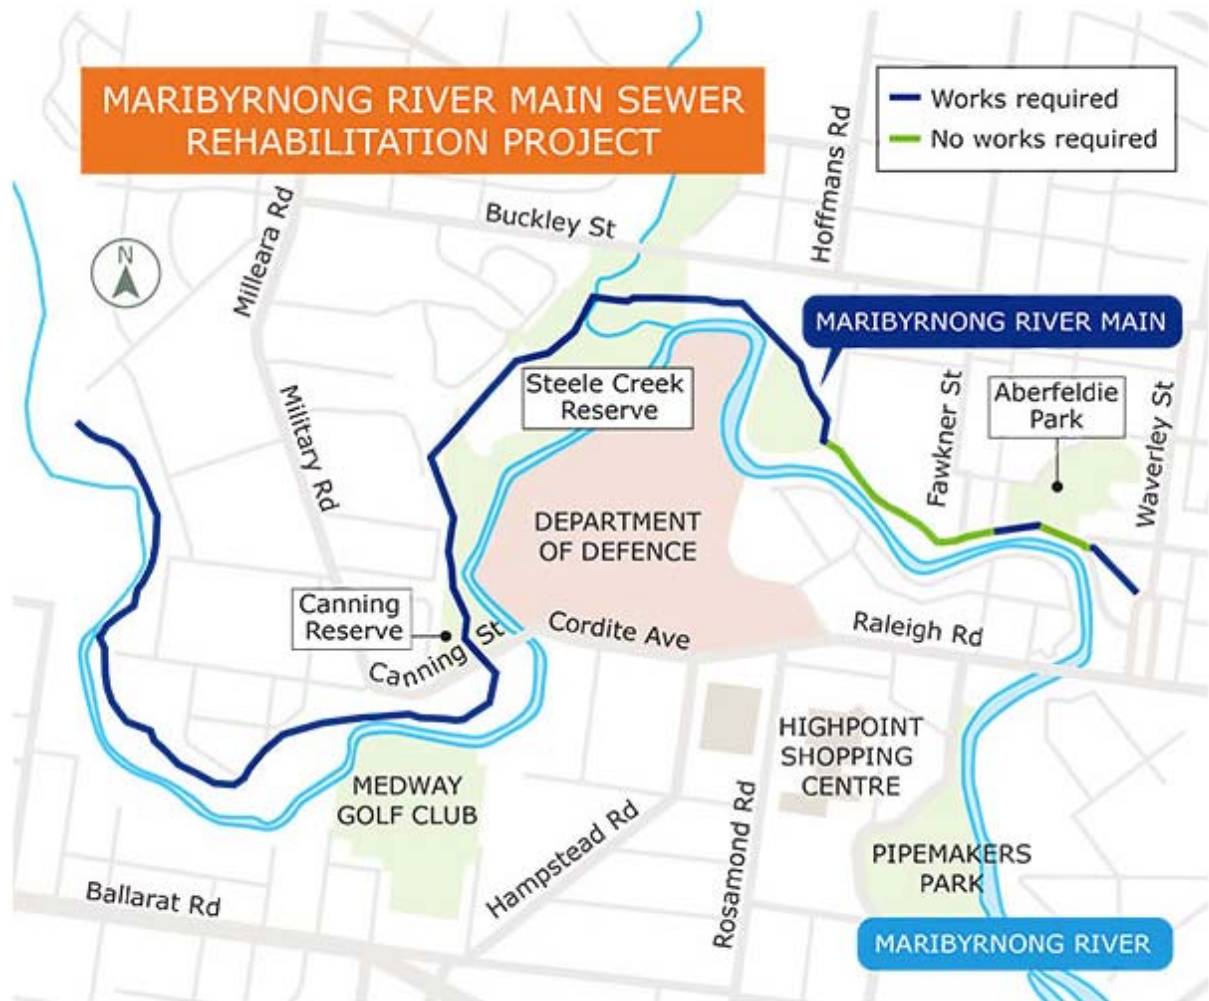 MARIBYRNONG RIVER MAIN SEWER
REHABILITATION PROJECT
Works required
No works required
N
Milleara Rd
Buckley St
Hoffmans Rd
MARIBYRNONG RIVER MAIN
Steele Creek
Reserve
Military Rd
Fawkner St
Aberfeldie
Park
Waverley St
DEPARTMENT
OF DEFENCE
Canning
Reserve
Canning St
Cordite Ave
Raleigh Rd
HIGHPOINT
SHOPPING
CENTRE
MEDWAY
GOLF CLUB
Hampstead Rd
Rosamond Rd
PIPEMAKERS
PARK
Ballarat Rd
MARIBYRNONG RIVER